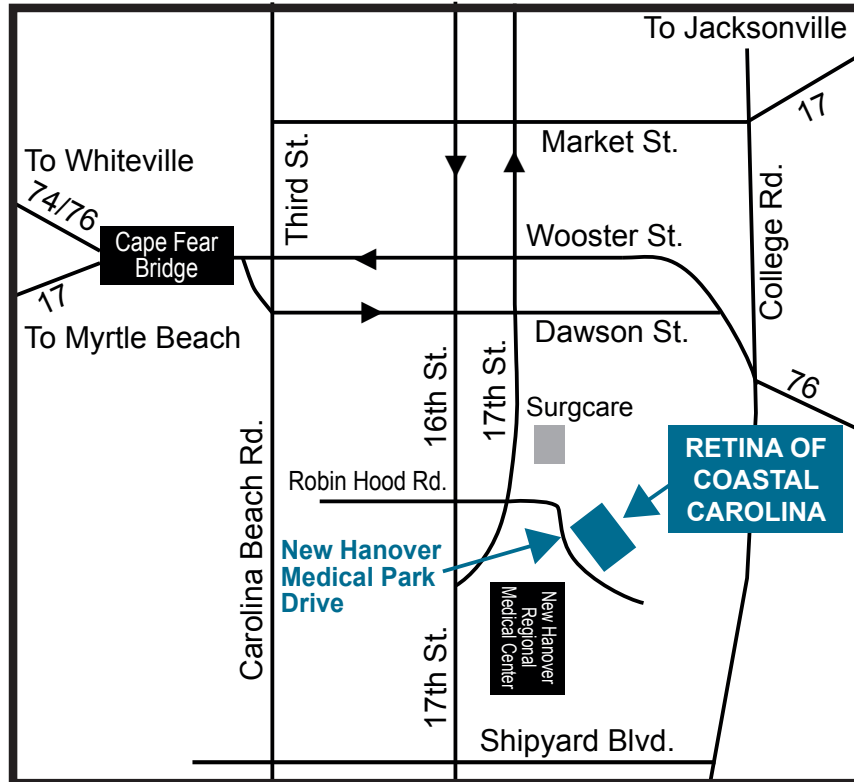 To Jacksonville
17
Market St.
To Whiteville
74/76
Third St.
College Rd.
Cape Fear
Bridge
Wooster St.
17
To Myrtle Beach
Dawson St.
16th St.
17th St.
76
Surgcare
Carolina Beach Rd.
RETINA OF
COASTAL
CAROLINA
Robin Hood Rd.
New Hanover
Medical Park
Drive
New Hanover
Regional
Medical Center
17th St.
Shipyard Blvd.